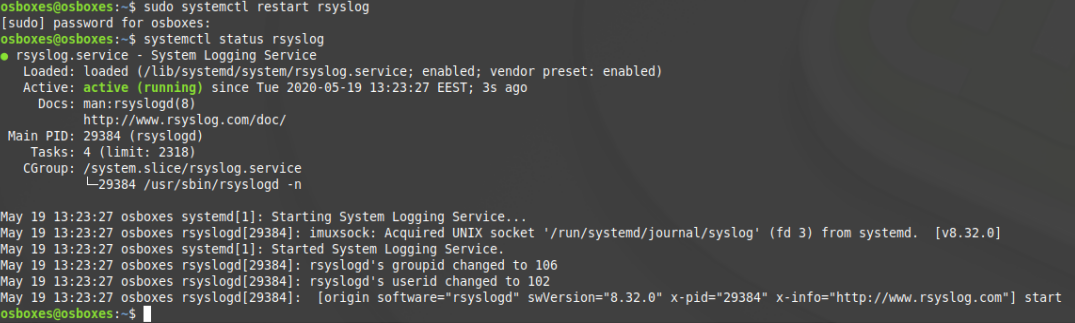 osboxes@osboxes:~$ sudo systemctl restart rsyslog
[sudo] password for osboxes:
osboxes@osboxes:~$ systemctl status rsyslog
● rsyslog.service - System Logging Service
   Loaded: loaded (/lib/systemd/system/rsyslog.service; enabled; vendor preset: enabled)
   Active: active (running) since Tue 2020-05-19 13:23:27 EEST; 3s ago
     Docs: man:rsyslogd(8)
           http://www.rsyslog.com/doc/
 Main PID: 29384 (rsyslogd)
    Tasks: 4 (limit: 2318)
   CGroup: /system.slice/rsyslog.service
           └─29384 /usr/sbin/rsyslogd -n
May 19 13:23:27 osboxes systemd[1]: Starting System Logging Service...
May 19 13:23:27 osboxes rsyslogd[29384]: imuxsock: Acquired UNIX socket '/run/systemd/journal/syslog' (fd 3) from systemd.  [v8.32.0]
May 19 13:23:27 osboxes systemd[1]: Started System Logging Service.
May 19 13:23:27 osboxes rsyslogd[29384]: rsyslogd's groupid changed to 106
May 19 13:23:27 osboxes rsyslogd[29384]: rsyslogd's userid changed to 102
May 19 13:23:27 osboxes rsyslogd[29384]:  [origin software="rsyslogd" swVersion="8.32.0" x-pid="29384" x-info="http://www.rsyslog.com"] start
osboxes@osboxes:~$